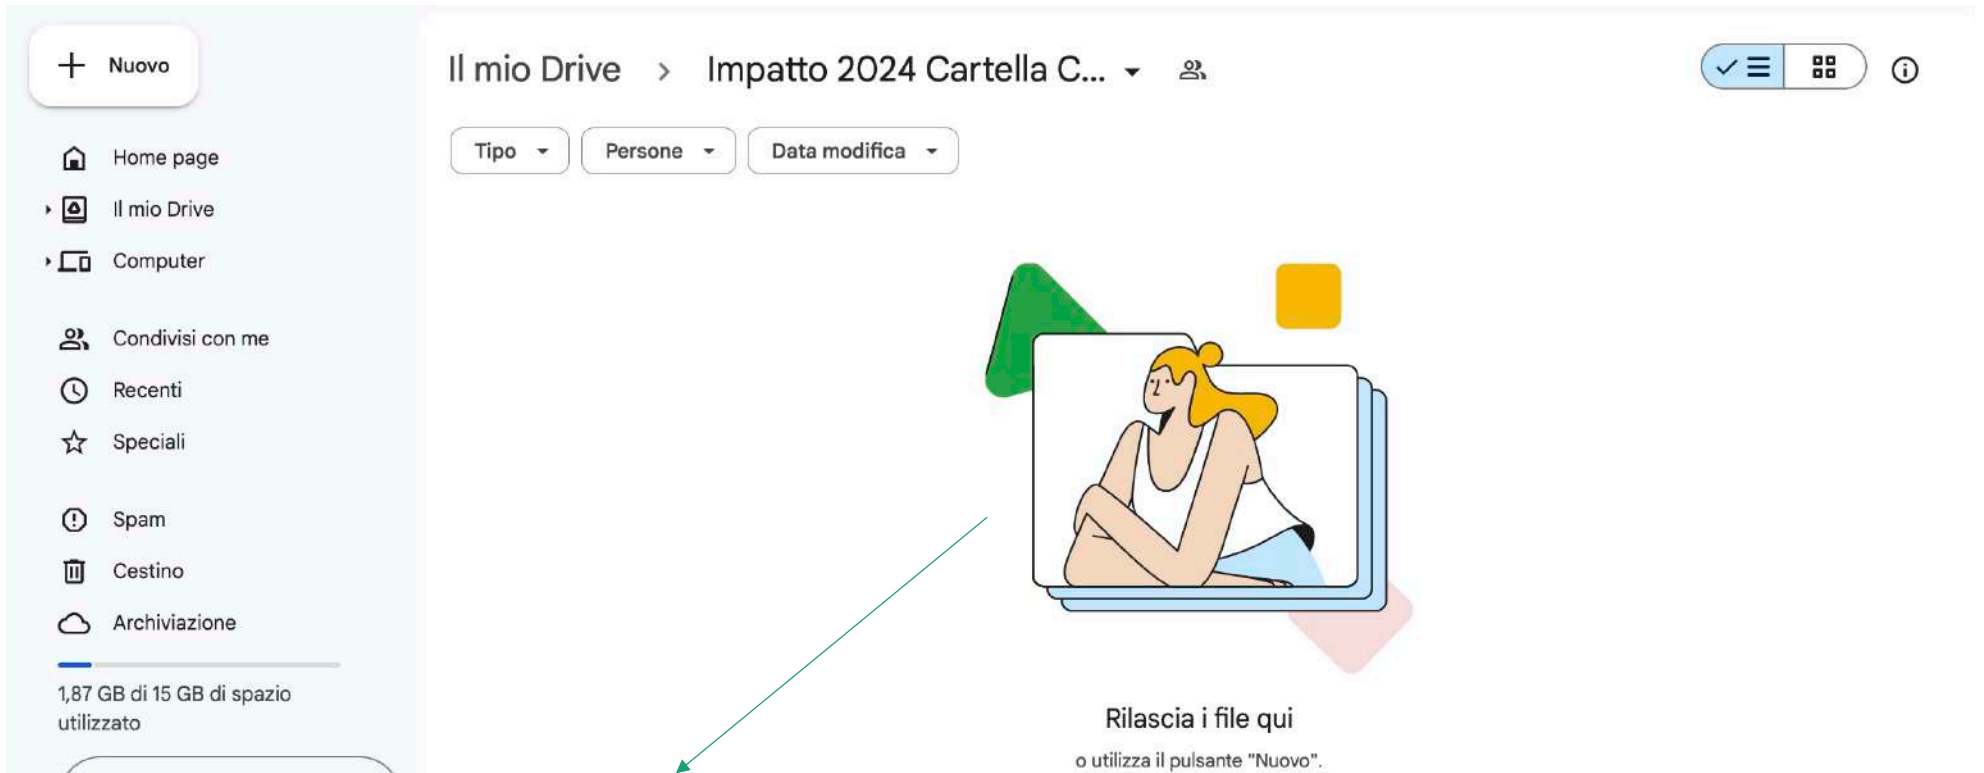 Nuovo
Home page
Il mio Drive
Computer
Condivisi con me
Recenti
Speciali
Spam
Cestino
Archiviazione
1,87 GB di 15 GB di spazio
utilizzato
Il mio Drive > Impatto 2024 Cartella C...
Tipo
Persone
Data modifica
Rilascia i file qui
o utilizza il pulsante "Nuovo".